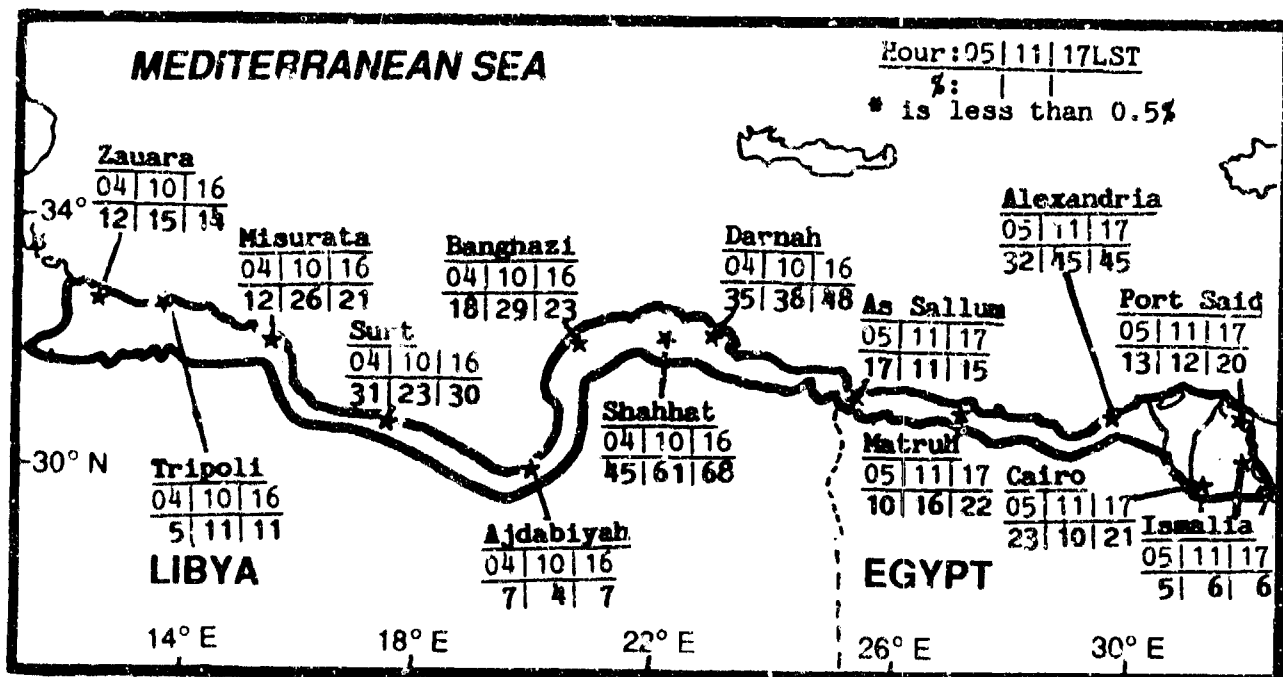 MEDITERRANEAN SEA
Hour:05|11|17LST
%: | |
* is less than 0.5%
Zauara
04|10|16
12|15|14
34°
Misurata
04|10|16
12|26|21
Banghazi
04|10|16
18|29|23
Darnah
04|10|16
35|38|48
Alexandria
05|11|17
32|45|45
As Sallum
05|11|17
17|11|15
Port Said
05|11|17
13|12|20
Surt
04|10|16
31|23|30
Shahhat
04|10|16
45|61|68
30° N
Tripoli
04|10|16
5|11|11
Matruh
05|11|17
10|16|22
Cairo
05|11|17
23|10|21
Ajdabiyah
04|10|16
7|4|7
Ismalia
05|11|17
5|6|6
LIBYA
EGYPT
14° E
18° E
22° E
26° E
30° E